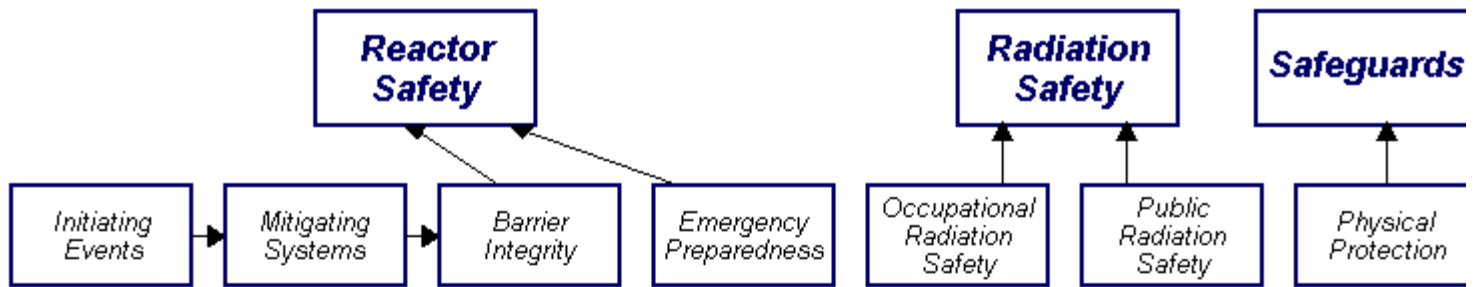 Reactor
Safety
Radiation
Safety
Safeguards
Initiating
Events
Mitigating
Systems
Barrier
Integrity
Emergency
Preparedness
Occupational
Radiation
Safety
Public
Radiation
Safety
Physical
Protection